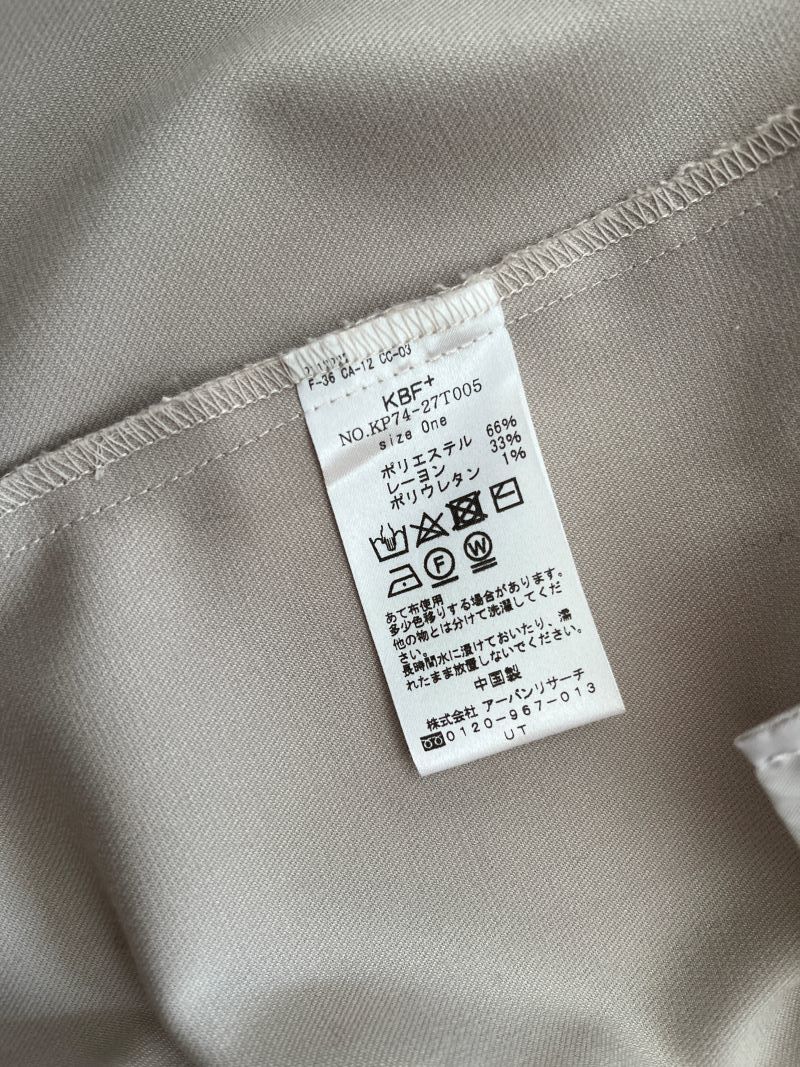 F-36 CA-12 CC-03
KBF+
NO.KP74-27T005
size One
ポリエステル 66%
レーヨン 33%
ポリウレタン 1%
F W
あて布使用
多少色移りする場合があります。
他の物とは分けて洗濯してくだ
さい。
長時間水に漬けておいたり、濡
れたまま放置しないでください。
中国製
株式会社 アーバンリサーチ
0120-967-013
UT